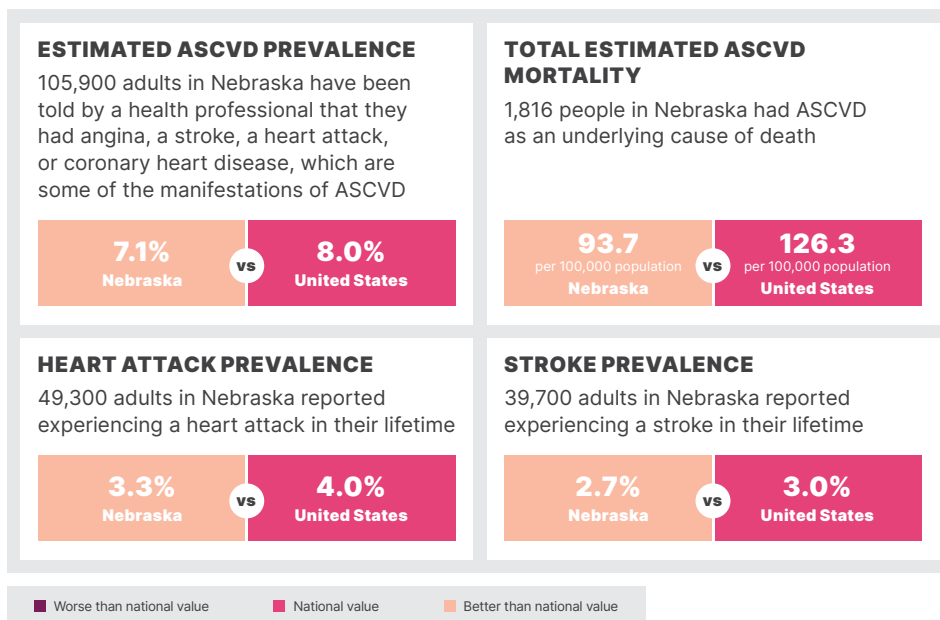 ESTIMATED ASCVD PREVALENCE
105,900 adults in Nebraska have been
told by a health professional that they
had angina, a stroke, a heart attack,
or coronary heart disease, which are
some of the manifestations of ASCVD
7.1%
Nebraska
vs
8.0%
United States
TOTAL ESTIMATED ASCVD
MORTALITY
1,816 people in Nebraska had ASCVD
as an underlying cause of death
93.7
per 100,000 population
Nebraska
vs
126.3
per 100,000 population
United States
HEART ATTACK PREVALENCE
49,300 adults in Nebraska reported
experiencing a heart attack in their lifetime
3.3%
Nebraska
vs
4.0%
United States
STROKE PREVALENCE
39,700 adults in Nebraska reported
experiencing a stroke in their lifetime
2.7%
Nebraska
vs
3.0%
United States
Worse than national value
National value
Better than national value